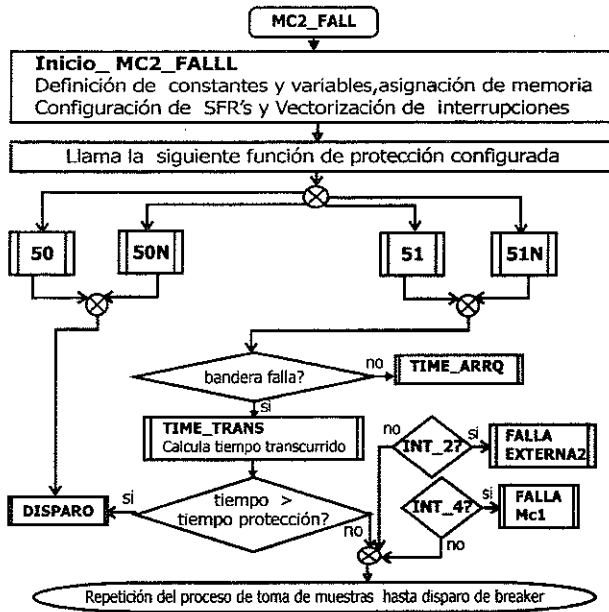 MC2_FALL
Inicio_ MC2_FALLL
Definición de constantes y variables,asignación de memoria
Configuración de SFR's y Vectorización de interrupciones
Llama la siguiente función de protección configurada
50
50N
51
51N
bandera falla?
no
TIME_ARRQ
si
TIME_TRANS
Calcula tiempo transcurrido
no
INT_2?
si
FALLA
EXTERNA2
DISPARO
si
tiempo >
tiempo protección?
no
INT_4?
si
FALLA
Mc1
no
Repetición del proceso de toma de muestras hasta disparo de breaker